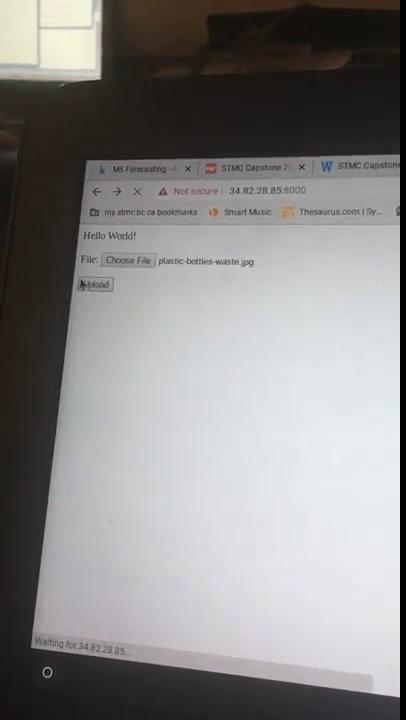 M5 Forecasting - A
STMC Capstone 2
STMC Capstone
Not secure | 34.82.28.85:8000
my.stmc.bc.ca bookmarks
Smart Music
Thesaurus.com | Sy...
Hello World!
File: Choose File plastic-bottles-waste.jpg
Upload
Waiting for 34.82.28.85...